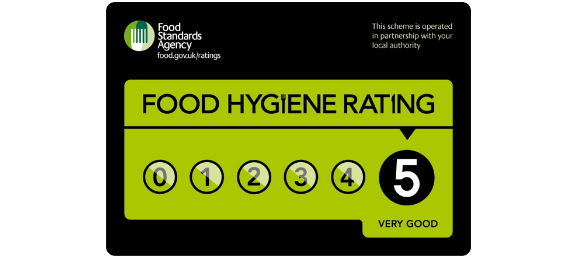 Food
Standards
Agency
food.gov.uk/ratings
This scheme is operated
in partnership with your
local authority
FOOD HYGIENE RATING
0 1 2 3 4 5
VERY GOOD